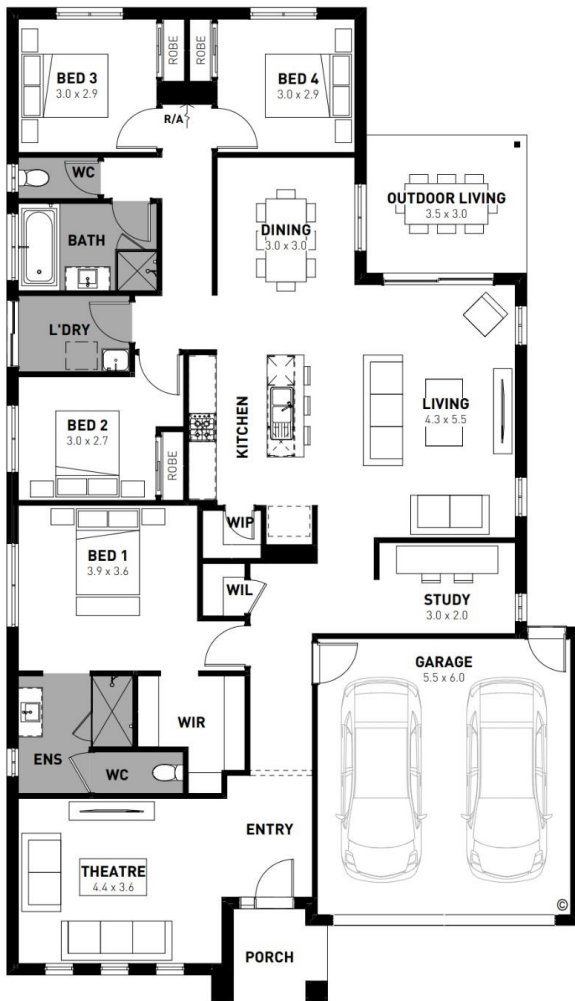 BED 3
3.0 x 2.9
ROBE
ROBE
BED 4
3.0 x 2.9
R/A
WC
BATH
DINING
3.0 x 3.0
OUTDOOR LIVING
3.5 x 3.0
L'DRY
BED 2
3.0 x 2.7
ROBE
KITCHEN
LIVING
4.3 x 5.5
WIP
BED 1
3.9 x 3.6
WIL
STUDY
3.0 x 2.0
GARAGE
5.5 x 6.0
WIR
ENS
WC
ENTRY
THEATRE
4.4 x 3.6
PORCH
©